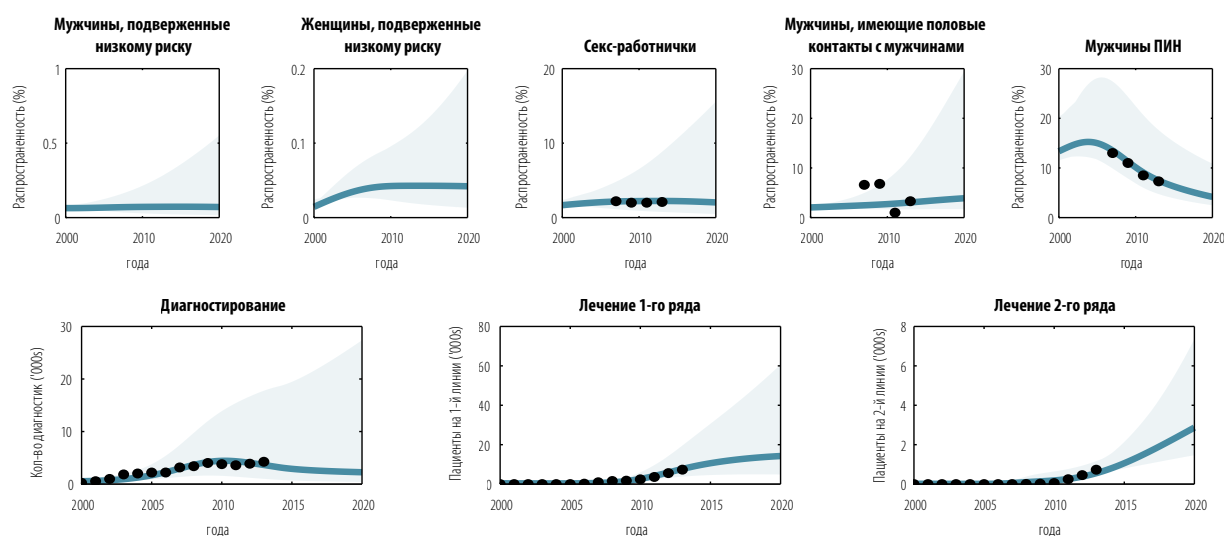 Мужчины, подверженные
низкому риску
Распространенность (%)
1
0.5
0
2000 2010 2020
года
Женщины, подверженные
низкому риску
Распространенность (%)
0.2
0.1
0
2000 2010 2020
года
Секс-работнички
Распространенность (%)
20
10
0
2000 2010 2020
года
Мужчины, имеющие половые
контакты с мужчинами
Распространенность (%)
30
20
10
0
2000 2010 2020
года
Мужчины ПИН
Распространенность (%)
30
20
10
0
2000 2010 2020
года
Диагностирование
Кол-во диагностик ('000s)
30
20
10
0
2000 2005 2010 2015 2020
года
Лечение 1-го ряда
Пациенты на 1-й линии ('000s)
80
60
40
20
0
2000 2005 2010 2015 2020
года
Лечение 2-го ряда
Пациенты на 2-й линии ('000s)
8
6
4
2
0
2000 2005 2010 2015 2020
года